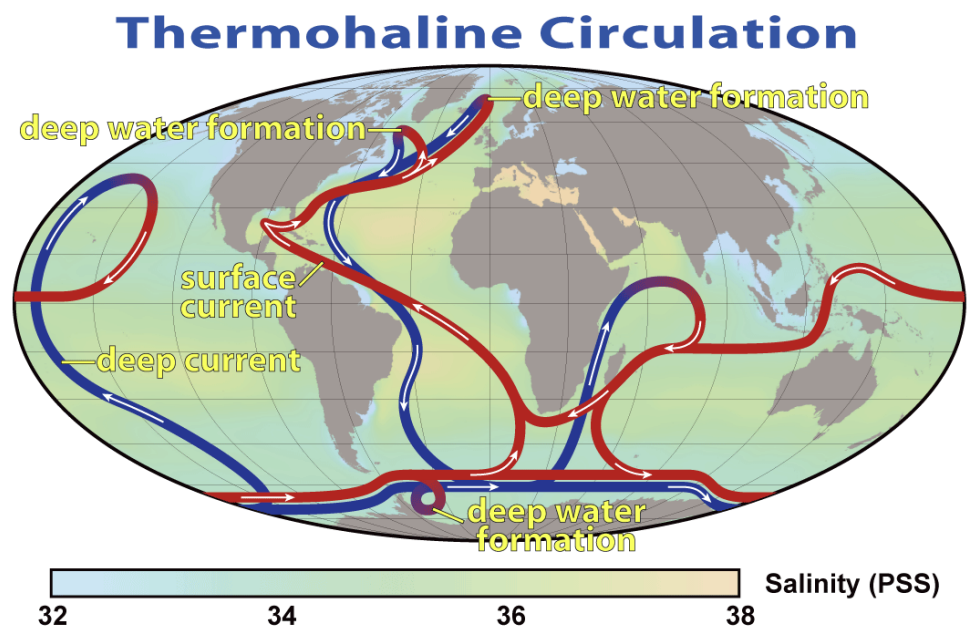 Thermohaline Circulation
deep water formation
deep water formation
surface
current
deep current
deep water
formation
Salinity (PSS)
32
34
36
38